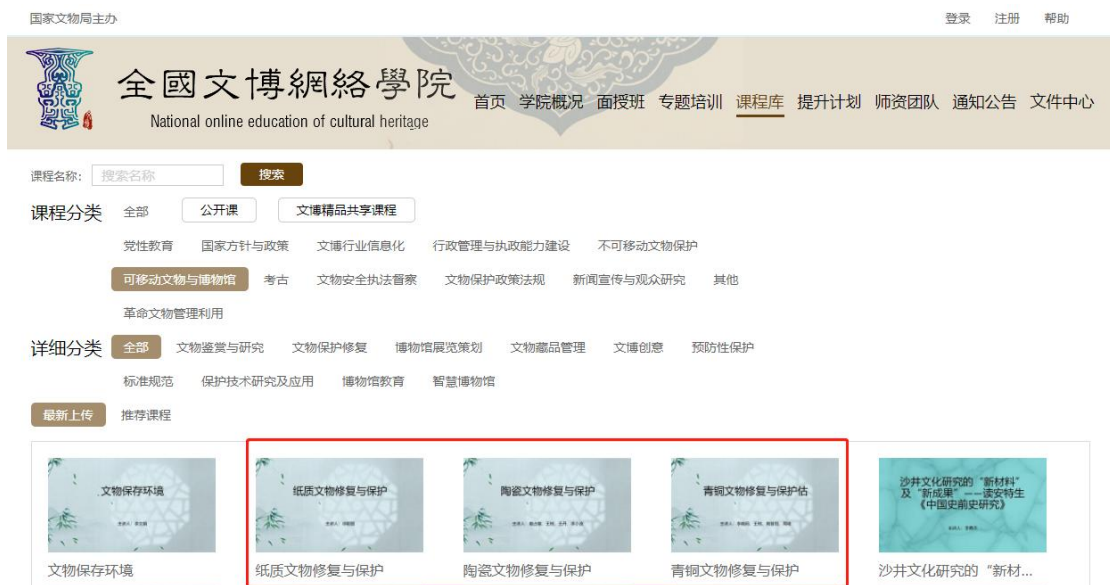 国家文物局主办
登录 注册 帮助
全國文博網絡學院
National online education of cultural heritage
首页 学院概况 面授班 专题培训 课程库 提升计划 师资团队 通知公告 文件中心
课程名称: 搜索名称 搜索
课程分类 全部 公开课 文博精品共享课程
党性教育 国家方针与政策 文博行业信息化 行政管理与执政能力建设 不可移动文物保护
可移动文物与博物馆 考古 文物安全执法督察 文物保护政策法规 新闻宣传与观众研究 其他
革命文物管理利用
详细分类 全部 文物鉴赏与研究 文物保护修复 博物馆展览策划 文物藏品管理 文博创意 预防性保护
标准规范 保护技术研究及应用 博物馆教育 智慧博物馆
最新上传 推荐课程
文物保存环境
纸质文物修复与保护
陶瓷文物修复与保护
青铜文物修复与保护估
沙井文化研究的“新材料”
及“新成果”——读安特生
《中国史前史研究》
文物保存环境 纸质文物修复与保护 陶瓷文物修复与保护 青铜文物修复与保护 沙井文化研究的“新材...